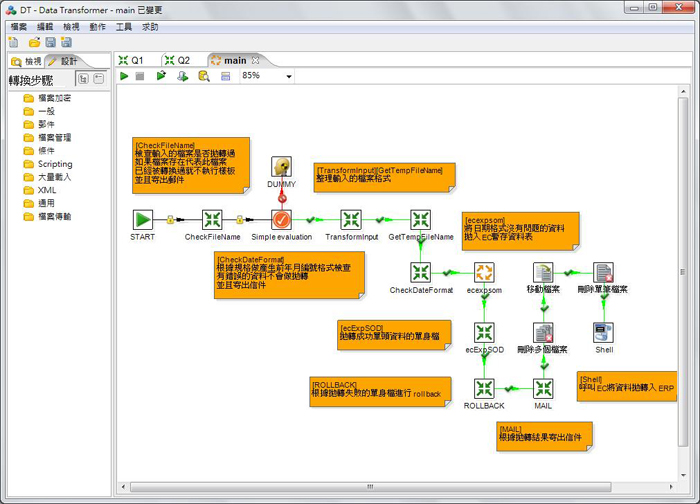 DT - Data Transformer - main 已變更
檔案 編輯 檢視 動作 工具 求助
檢視 設計
Q1 Q2 main
85%
轉換步驟
檔案加密
一般
郵件
檔案管理
條件
Scripting
大量載入
XML
通用
檔案傳輸
[CheckFileName]
檢查輸入的檔案是否拋轉過
如果檔案存在代表此檔案
已經被轉換過就不執行樣板
並且寄出郵件
DUMMY
[TransformInput][GetTempFileName]
整理輸入的檔案格式
START
CheckFileName
Simple evaluation
TransformInput
GetTempFileName
[ecexpsom]
將日期格式沒有問題的資料
拋入EC暫存資料表
[CheckDateFormat]
根據規格做產生前年月編號格式檢查
有錯誤的資料不會做拋轉
並且寄出信件
CheckDateFormat
ecexpsom
移動檔案
刪除單筆檔案
[ecExpSOD]
拋轉成功單頭資料的單身檔
ecExpSOD
刪除多個檔案
Shell
[ROLLBACK]
根據拋轉失敗的單身檔進行 rollback
ROLLBACK
MAIL
[Shell]
呼叫EC將資料拋轉入 ERP
[MAIL]
根據拋轉結果寄出信件